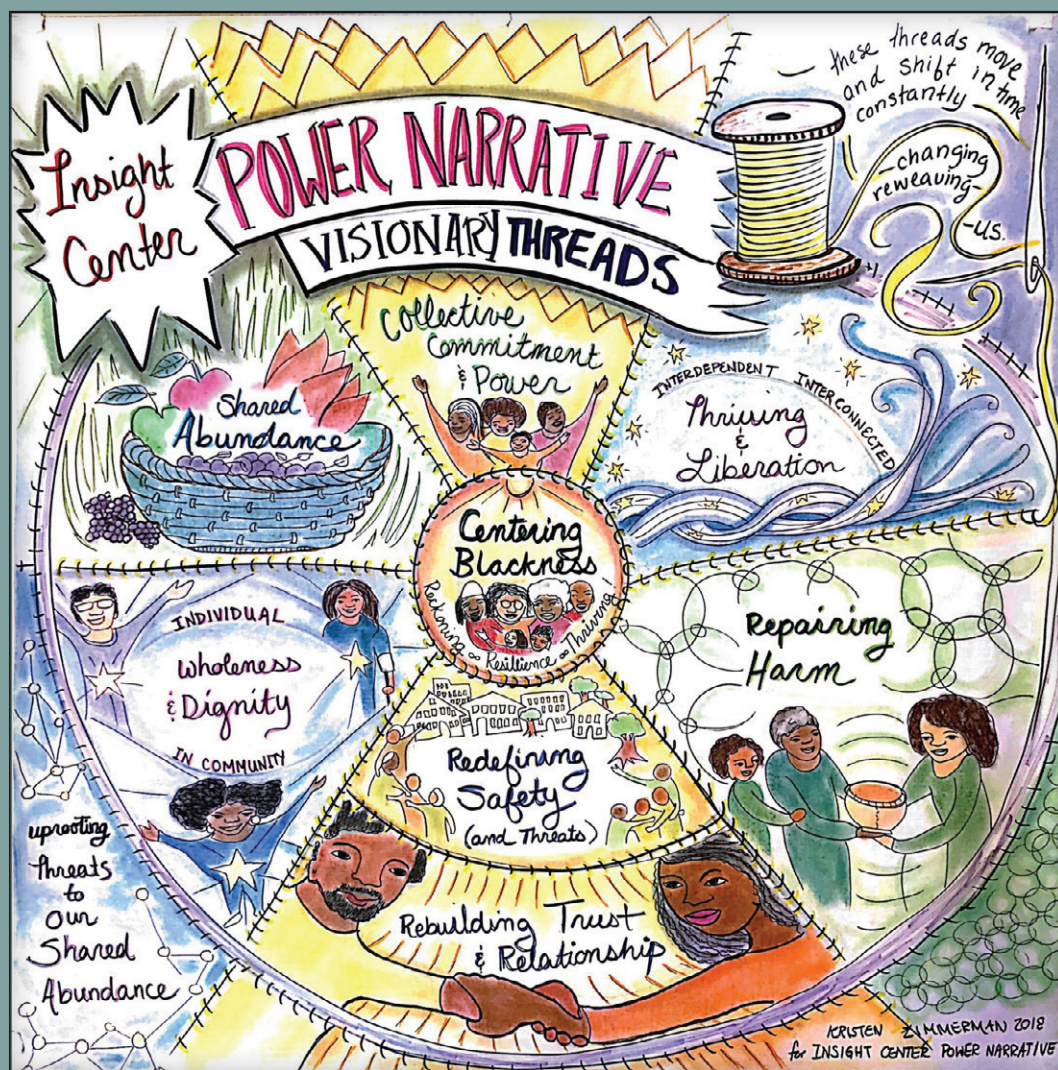 Insight
Center
POWER NARRATIVE
VISIONARY THREADS
these threads move
and shift in time
constantly
-changing
reweaving-
-us.
Collective
Commitment
& Power
Shared
Abundance
INTERDEPENDENT INTERCONNECTED
Thriving
&
Liberation
Centering
Blackness
Reckoning ∞ Resilience ∞ Thriving
INDIVIDUAL
Wholeness
& Dignity
IN COMMUNITY
Repairing
Harm
Redefining
Safety
(and Threats)
uprooting
threats
to
our
Shared
Abundance
Rebuilding Trust
& Relationship
KRISTEN ZIMMERMAN 2018
for INSIGHT CENTER POWER NARRATIVE